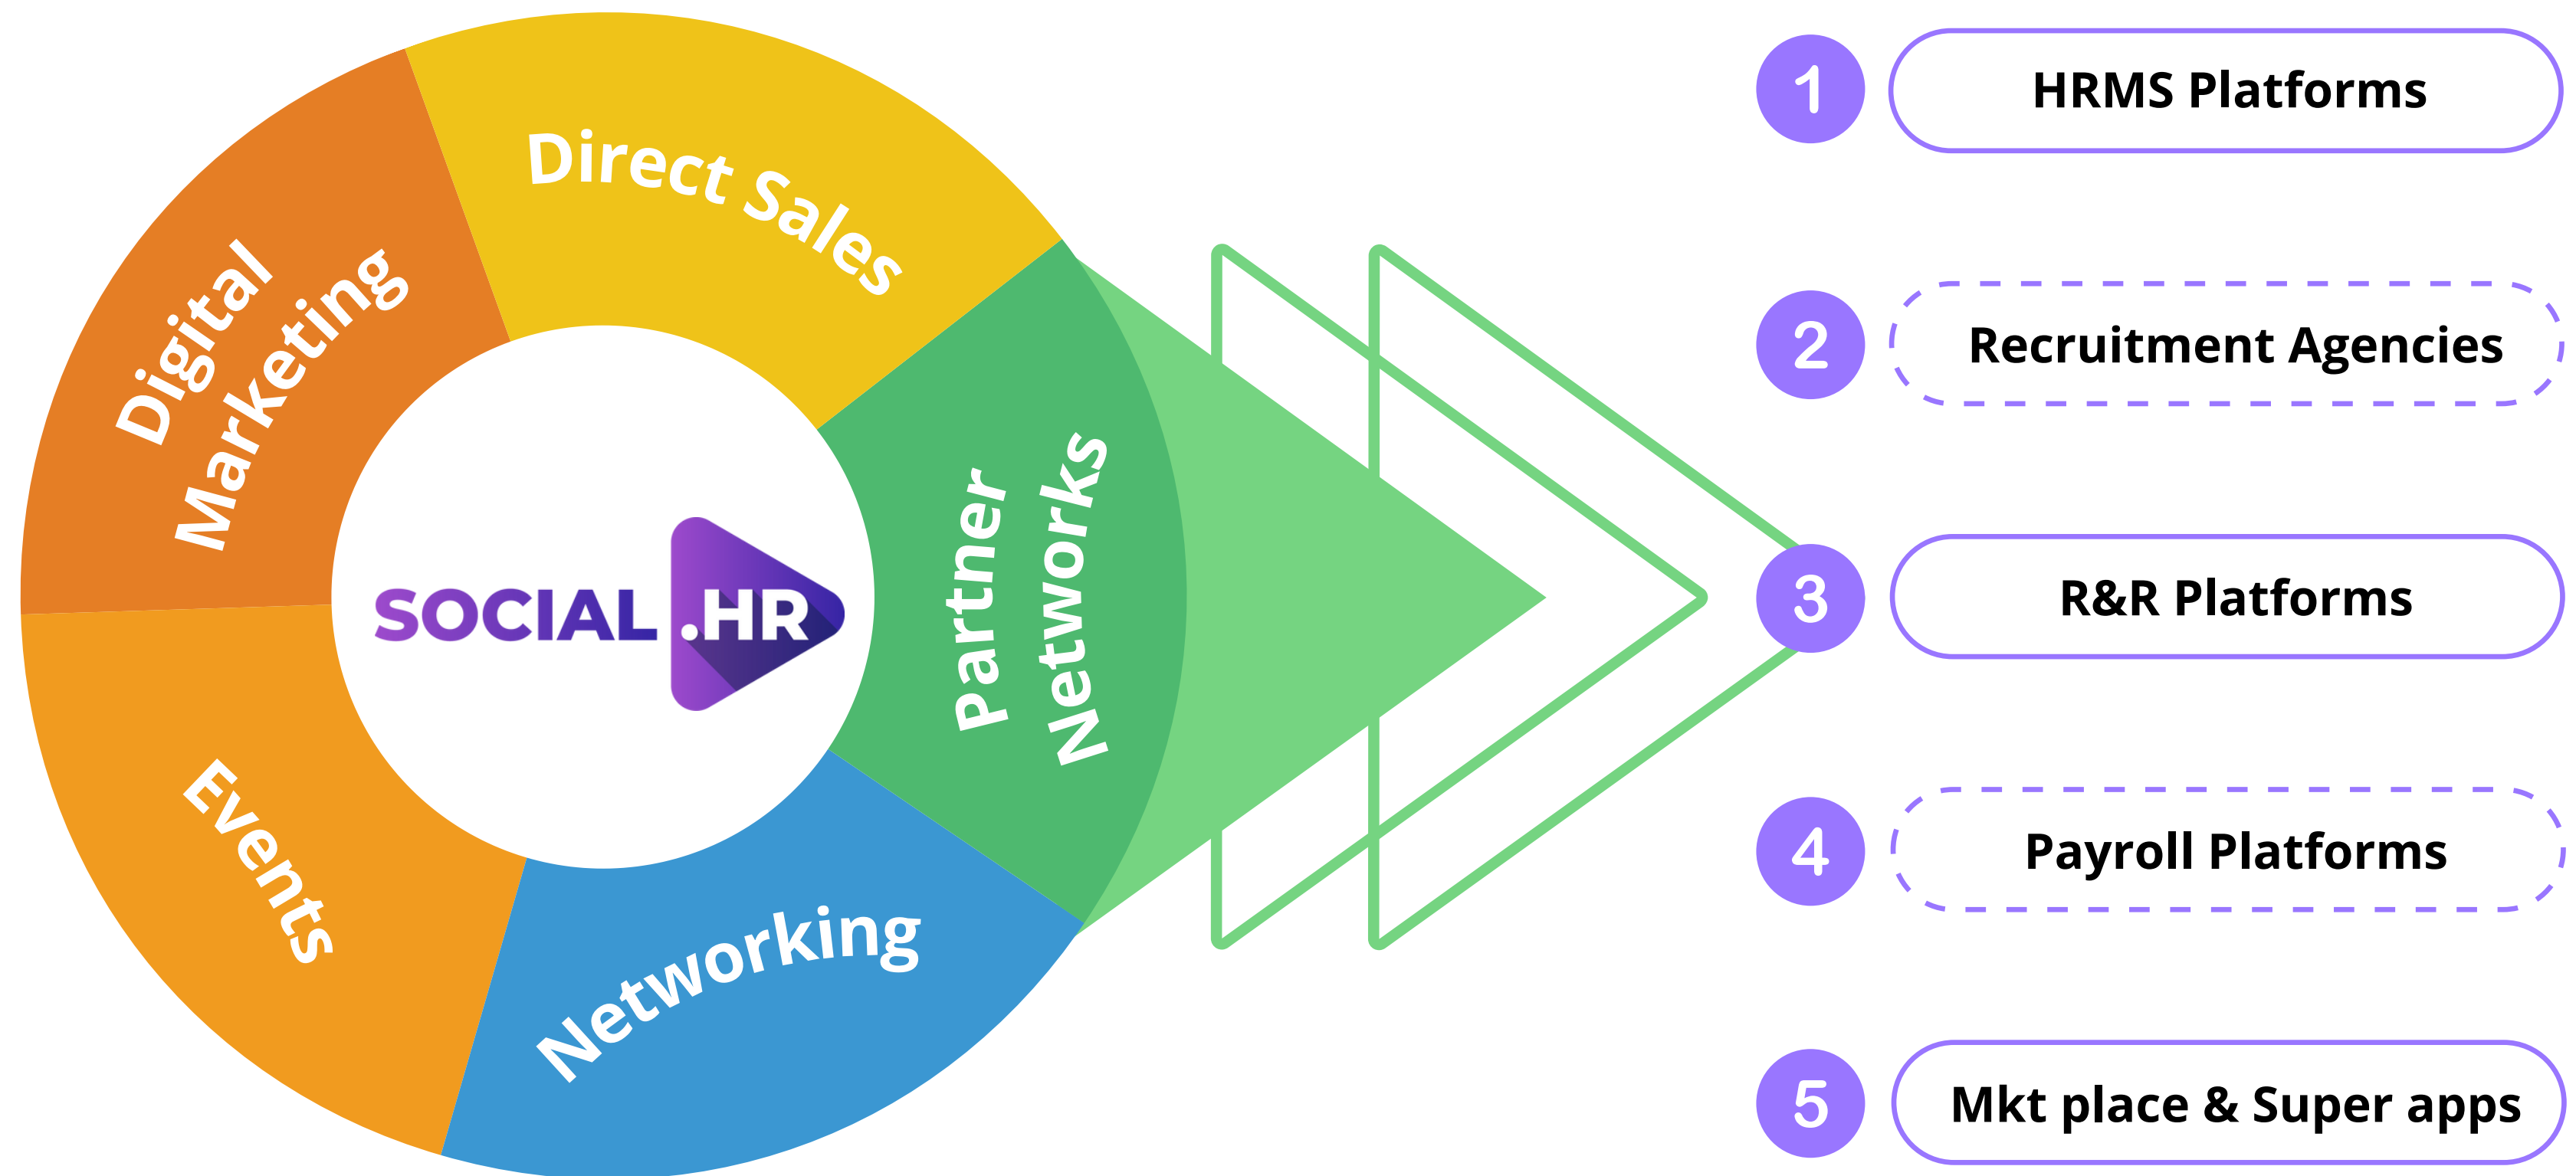 Direct Sales
Digital
Marketing
Partner
Networks
SOCIAL .HR
Events
Networking
1 HRMS Platforms
2 Recruitment Agencies
3 R&R Platforms
4 Payroll Platforms
5 Mkt place & Super apps